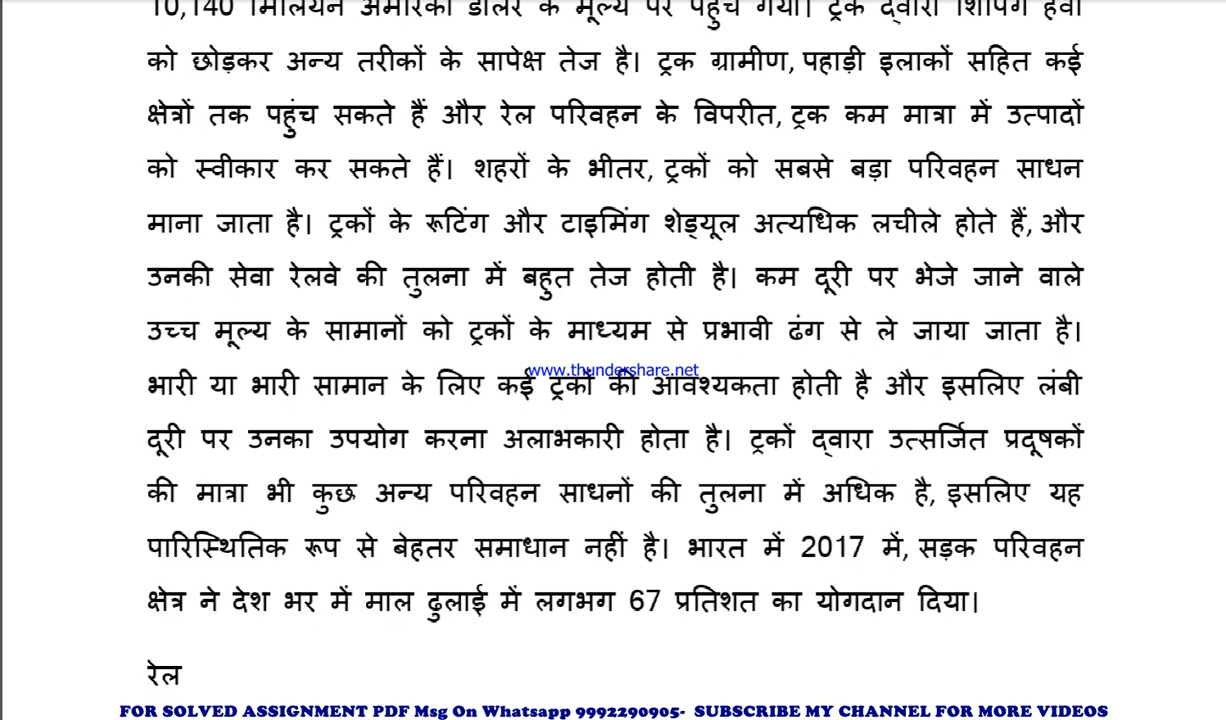 10,140 मिलियन अमेरिकी डॉलर के मूल्य पर पहुंच गया। ट्रक द्वारा शिपिंग हवा
को छोड़कर अन्य तरीकों के सापेक्ष तेज है। ट्रक ग्रामीण, पहाड़ी इलाकों सहित कई
क्षेत्रों तक पहुंच सकते हैं और रेल परिवहन के विपरीत, ट्रक कम मात्रा में उत्पादों
को स्वीकार कर सकते हैं। शहरों के भीतर, ट्रकों को सबसे बड़ा परिवहन साधन
माना जाता है। ट्रकों के रूटिंग और टाइमिंग शेड्यूल अत्यधिक लचीले होते हैं, और
उनकी सेवा रेलवे की तुलना में बहुत तेज होती है। कम दूरी पर भेजे जाने वाले
उच्च मूल्य के सामानों को ट्रकों के माध्यम से प्रभावी ढंग से ले जाया जाता है।
www.thundershare.net
भारी या भारी सामान के लिए कई ट्रकों की आवश्यकता होती है और इसलिए लंबी
दूरी पर उनका उपयोग करना अलाभकारी होता है। ट्रकों द्वारा उत्सर्जित प्रदूषकों
की मात्रा भी कुछ अन्य परिवहन साधनों की तुलना में अधिक है, इसलिए यह
पारिस्थितिक रूप से बेहतर समाधान नहीं है। भारत में 2017 में, सड़क परिवहन
क्षेत्र ने देश भर में माल ढुलाई में लगभग 67 प्रतिशत का योगदान दिया।
रेल
FOR SOLVED ASSIGNMENT PDF Msg On Whatsapp 9992290905- SUBSCRIBE MY CHANNEL FOR MORE VIDEOS